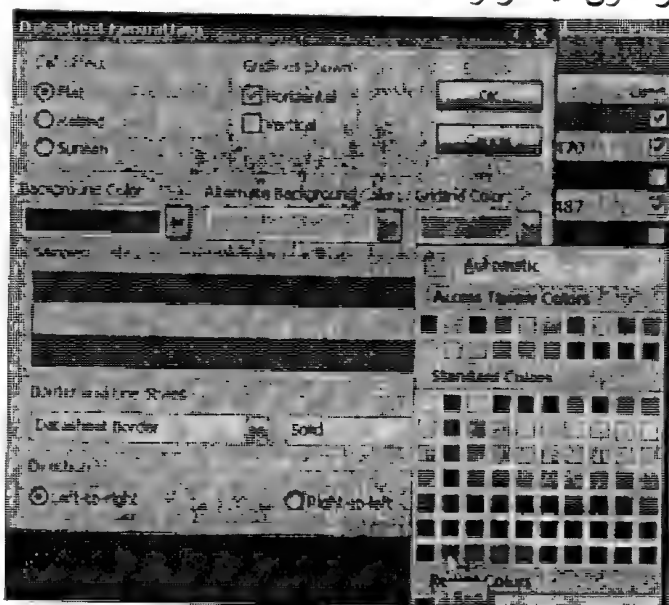 Datasheet Formatting
Cell Effect
Gridlines Shown
Flat
Horizontal
OK
Raised
Vertical
Cancel
Sunken
Background Color
Alternate Background Color
Gridline Color
Automatic
Access Theme Colors
Standard Colors
Border and Line Styles
Datasheet Border
Solid
Direction
Left-to-right
Right-to-left
Recent Colors
487